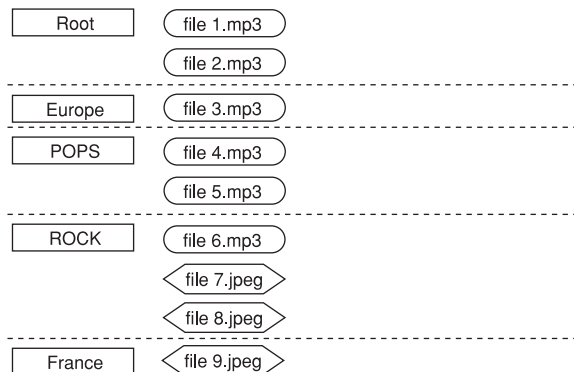 Root file 1.mp3
file 2.mp3
Europe file 3.mp3
POPS file 4.mp3
file 5.mp3
ROCK file 6.mp3
file 7.jpeg
file 8.jpeg
France file 9.jpeg